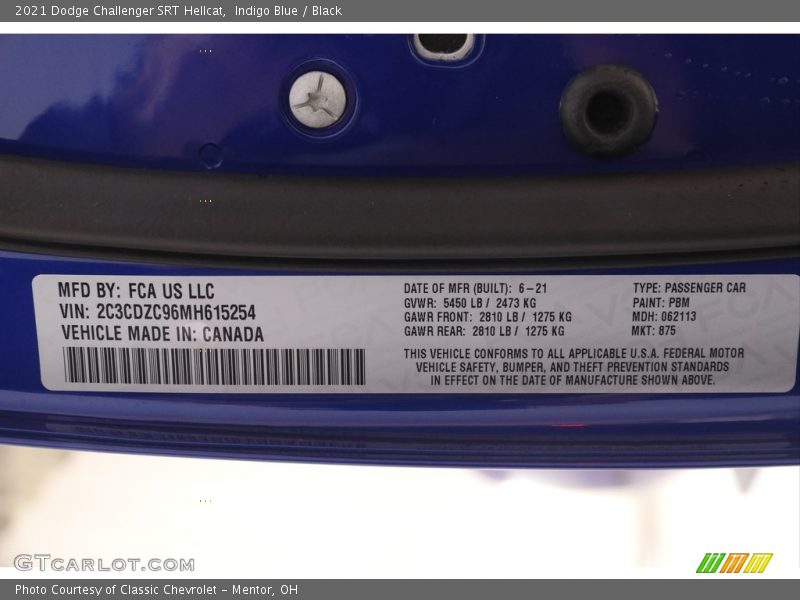 2021 Dodge Challenger SRT Hellcat, Indigo Blue / Black
MFD BY: FCA US LLC
VIN: 2C3CDZC96MH615254
VEHICLE MADE IN: CANADA
DATE OF MFR (BUILT): 6-21
GVWR: 5450 LB / 2473 KG
GAWR FRONT: 2810 LB / 1275 KG
GAWR REAR: 2810 LB / 1275 KG
TYPE: PASSENGER CAR
PAINT: PBM
MDH: 062113
MKT: 875
THIS VEHICLE CONFORMS TO ALL APPLICABLE U.S.A. FEDERAL MOTOR
VEHICLE SAFETY, BUMPER, AND THEFT PREVENTION STANDARDS
IN EFFECT ON THE DATE OF MANUFACTURE SHOWN ABOVE.
GTCARLOT.COM
Photo Courtesy of Classic Chevrolet - Mentor, OH